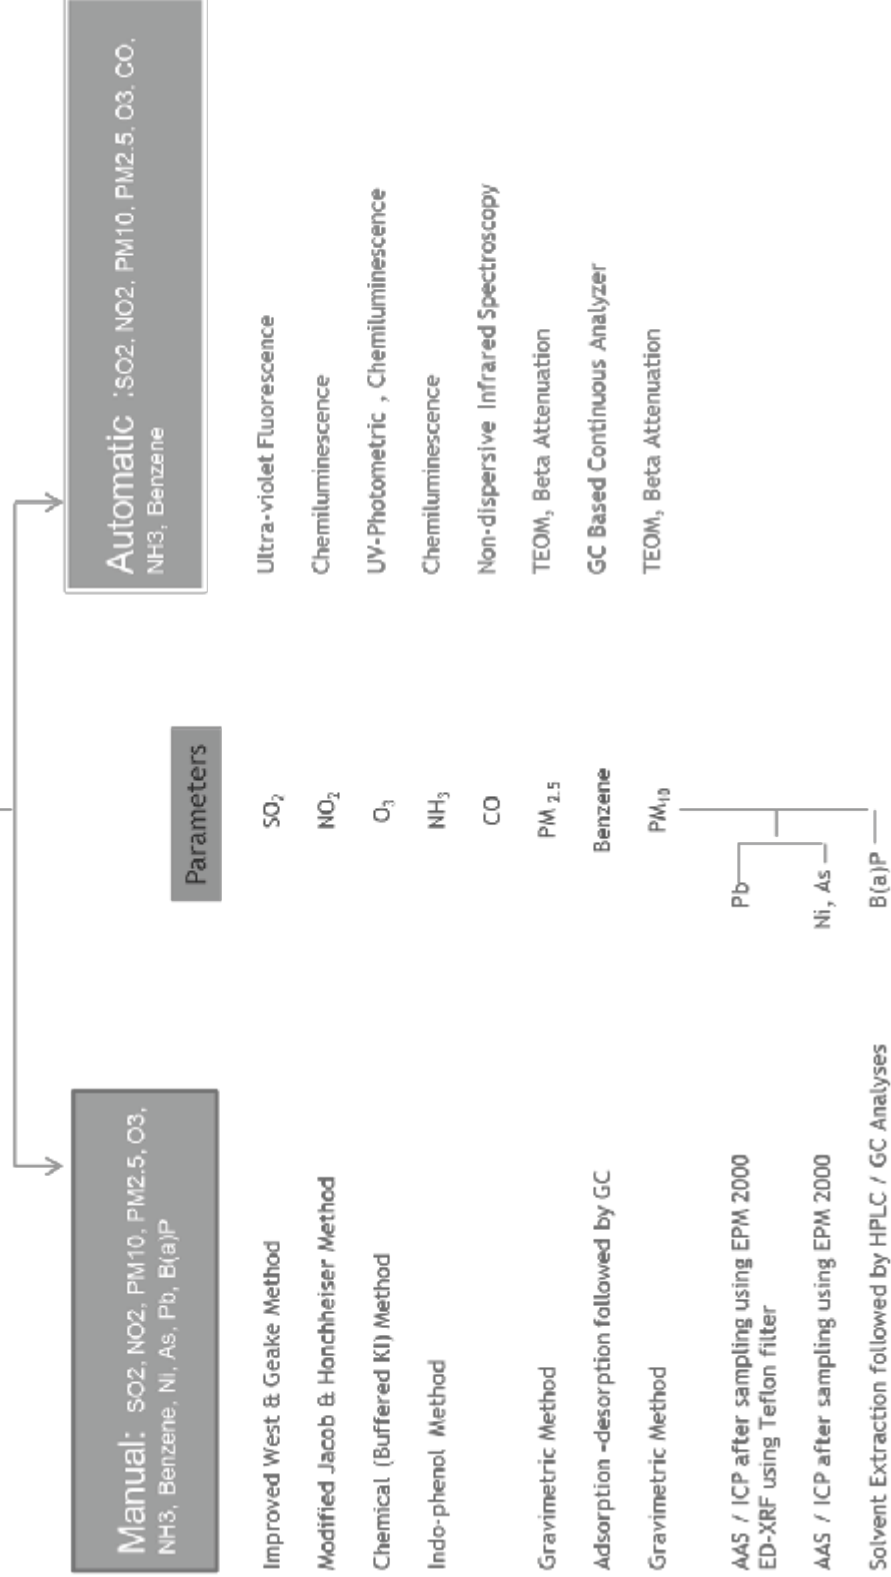 Manual: SO2, NO2, PM10, PM2.5, O3,
NH3, Benzene, Ni, As, Pb, B(a)P
Parameters
Automatic :SO2, NO2, PM10, PM2.5, O3, CO,
NH3, Benzene
Improved West & Geake Method
SO2
Ultra-violet Fluorescence
Modified Jacob & Honchheiser Method
NO2
Chemiluminescence
Chemical (Buffered KI) Method
O3
UV-Photometric , Chemiluminescence
Indo-phenol Method
NH3
Chemiluminescence
CO
Non-dispersive Infrared Spectroscopy
Gravimetric Method
PM 2.5
TEOM, Beta Attenuation
Adsorption -desorption followed by GC
Benzene
GC Based Continuous Analyzer
Gravimetric Method
PM10
TEOM, Beta Attenuation
AAS / ICP after sampling using EPM 2000
ED-XRF using Teflon filter
Pb
AAS / ICP after sampling using EPM 2000
Ni, As
Solvent Extraction followed by HPLC / GC Analyses
B(a)P